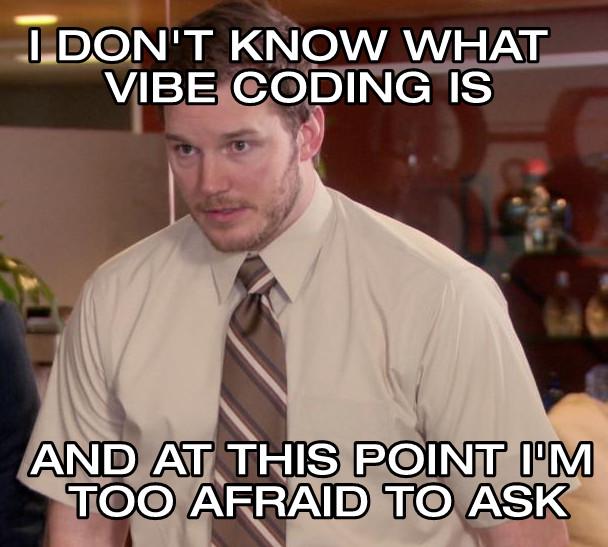 I DON'T KNOW WHAT
VIBE CODING IS
AND AT THIS POINT I'M
TOO AFRAID TO ASK